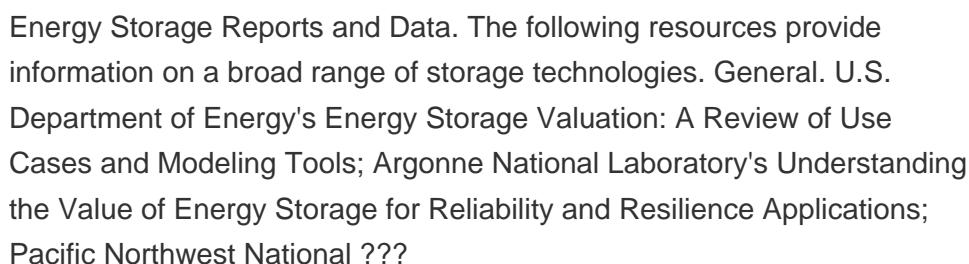 Energy Storage Reports and Data. The following resources provide
information on a broad range of storage technologies. General. U.S.
Department of Energy's Energy Storage Valuation: A Review of Use
Cases and Modeling Tools; Argonne National Laboratory's Understanding
the Value of Energy Storage for Reliability and Resilience Applications;
Pacific Northwest National ???